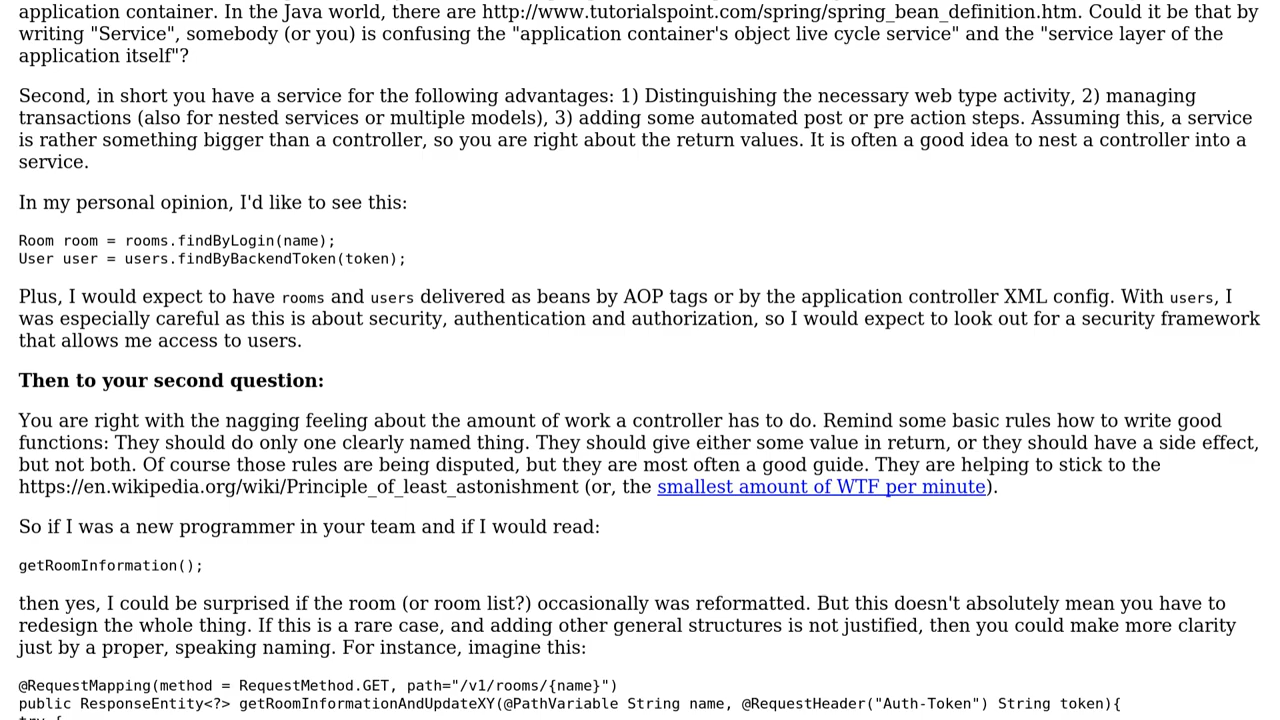 application container. In the Java world, there are http://www.tutorialspoint.com/spring/spring_bean_definition.htm. Could it be that by
writing "Service", somebody (or you) is confusing the "application container's object live cycle service" and the "service layer of the
application itself"?
Second, in short you have a service for the following advantages: 1) Distinguishing the necessary web type activity, 2) managing
transactions (also for nested services or multiple models), 3) adding some automated post or pre action steps. Assuming this, a service
is rather something bigger than a controller, so you are right about the return values. It is often a good idea to nest a controller into a
service.
In my personal opinion, I'd like to see this:
Room room = rooms.findByLogin(name);
User user = users.findByBackendToken(token);
Plus, I would expect to have rooms and users delivered as beans by AOP tags or by the application controller XML config. With users, I
was especially careful as this is about security, authentication and authorization, so I would expect to look out for a security framework
that allows me access to users.
Then to your second question:
You are right with the nagging feeling about the amount of work a controller has to do. Remind some basic rules how to write good
functions: They should do only one clearly named thing. They should give either some value in return, or they should have a side effect,
but not both. Of course those rules are being disputed, but they are most often a good guide. They are helping to stick to the
https://en.wikipedia.org/wiki/Principle_of_least_astonishment (or, the smallest amount of WTF per minute).
So if I was a new programmer in your team and if I would read:
getRoomInformation();
then yes, I could be surprised if the room (or room list?) occasionally was reformatted. But this doesn't absolutely mean you have to
redesign the whole thing. If this is a rare case, and adding other general structures is not justified, then you could make more clarity
just by a proper, speaking naming. For instance, imagine this:
@RequestMapping(method = RequestMethod.GET, path="/v1/rooms/{name}")
public ResponseEntity<?> getRoomInformationAndUpdateXY(@PathVariable String name, @RequestHeader("Auth-Token") String token){
try {